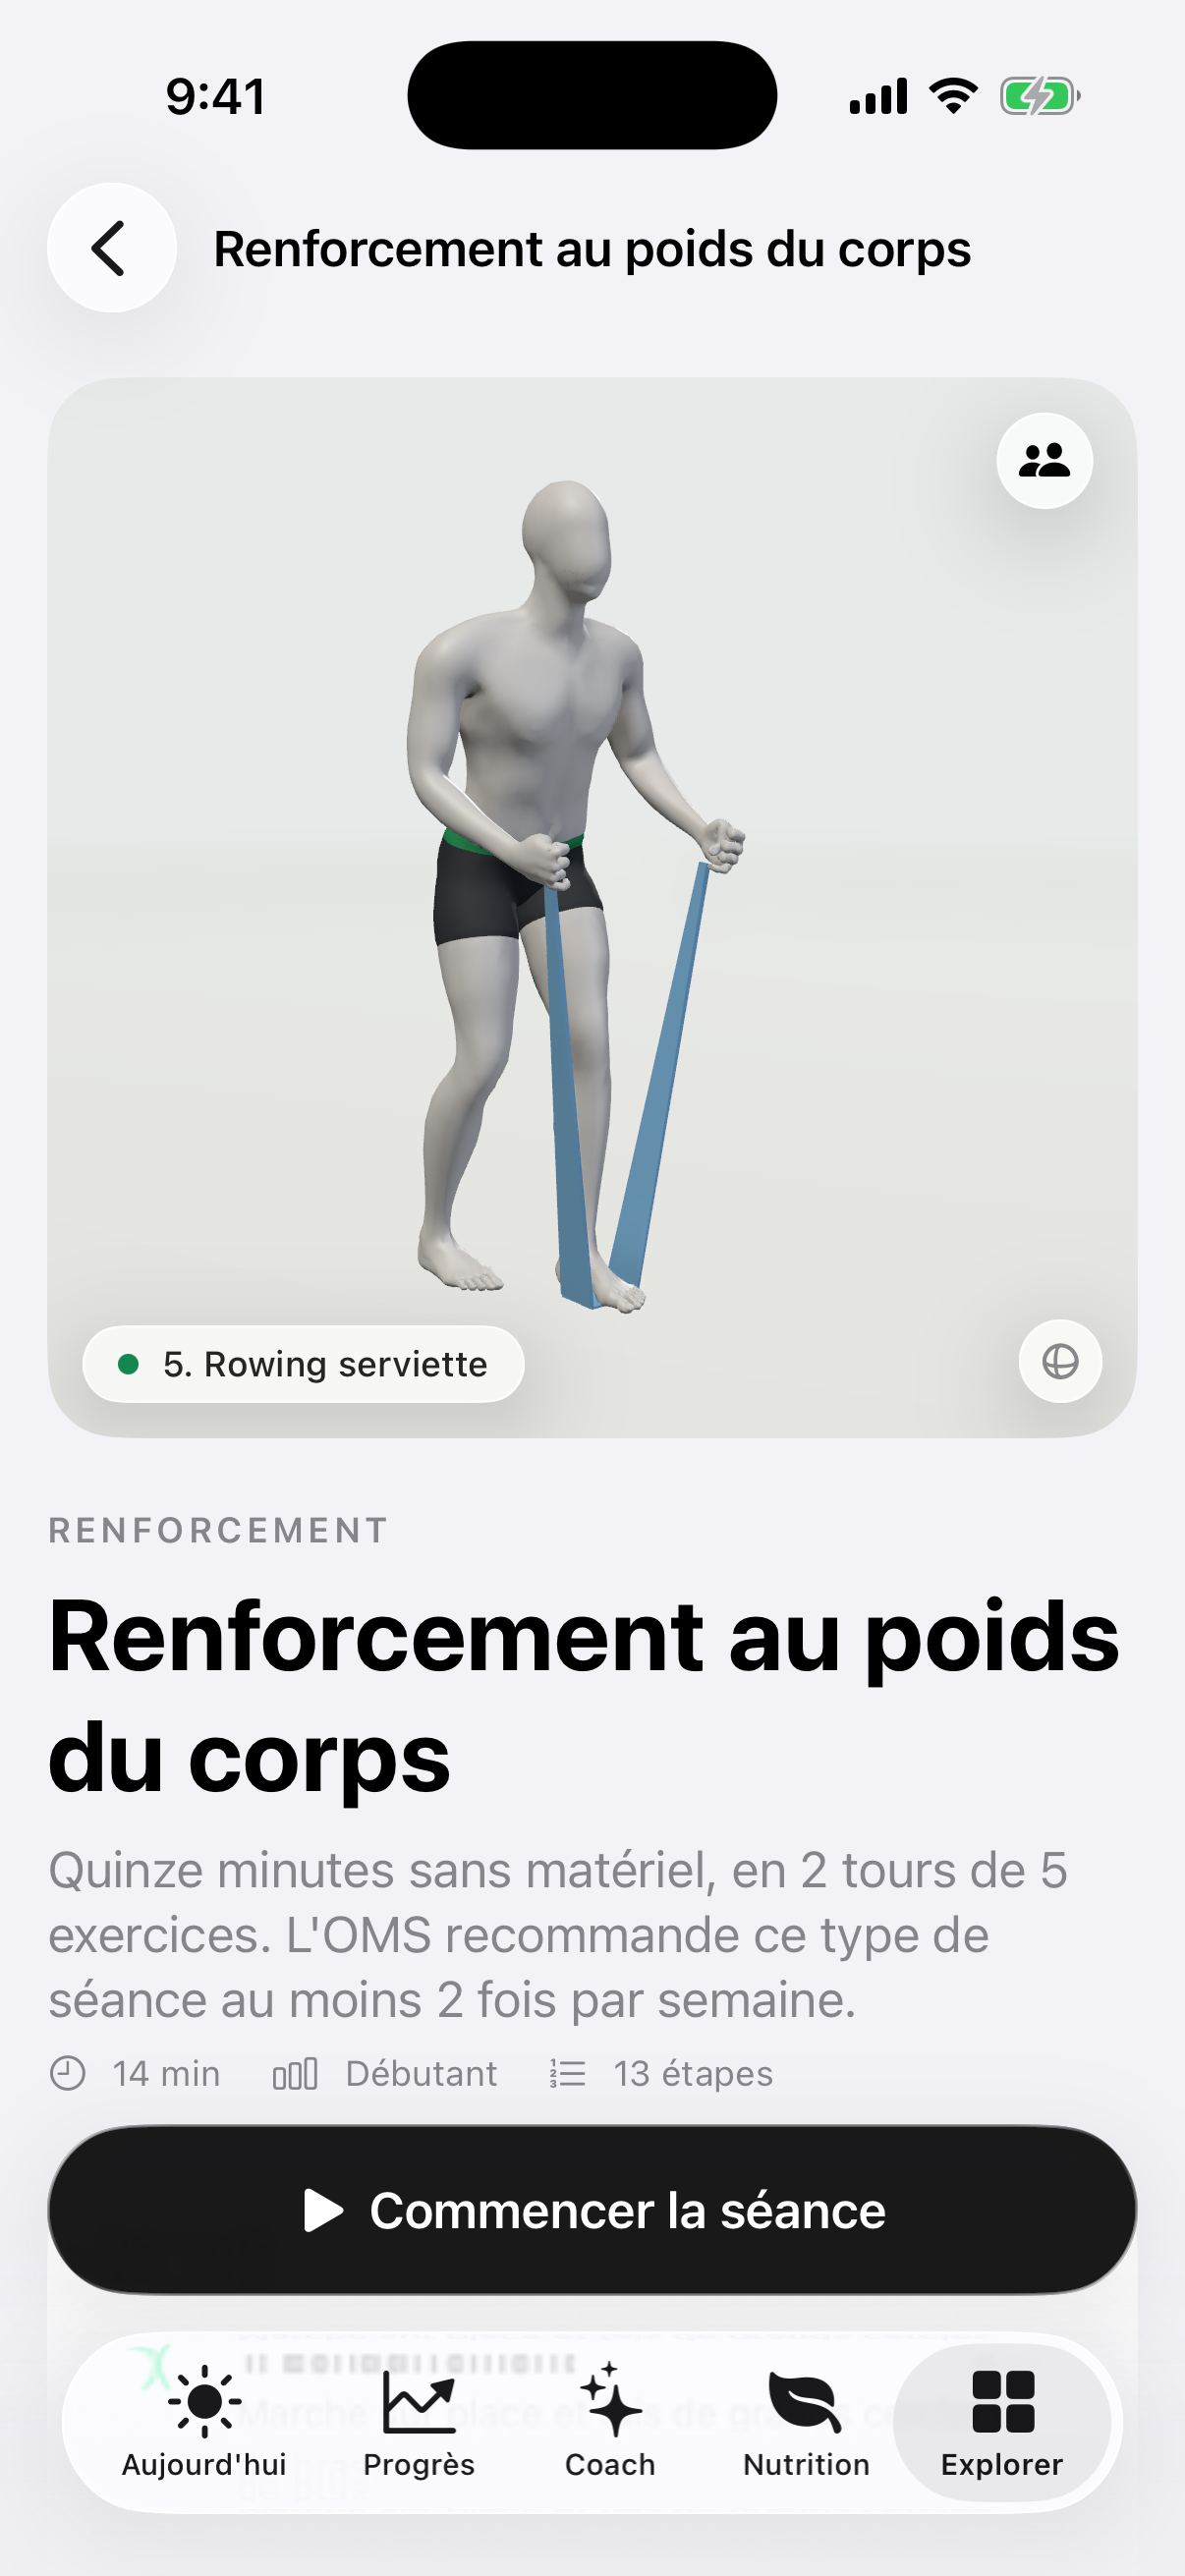 9:41
Renforcement au poids du corps
5. Rowing serviette
RENFORCEMENT
Renforcement au poids
du corps
Quinze minutes sans matériel, en 2 tours de 5
exercices. L'OMS recommande ce type de
séance au moins 2 fois par semaine.
14 min Débutant 13 étapes
Commencer la séance
Aujourd'hui Progrès Coach Nutrition Explorer